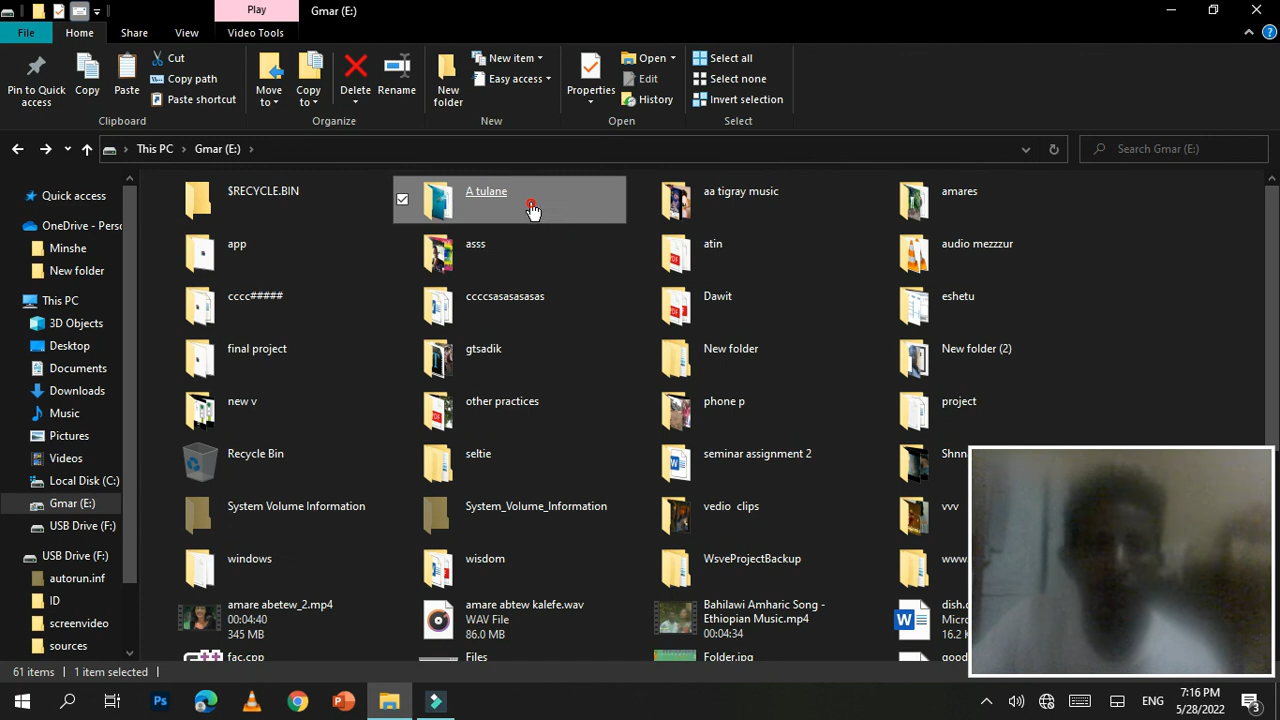 Play
Gmar (E:)
File
Home
Share
View
Video Tools
Pin to Quick access
Copy
Paste
Cut
Copy path
Paste shortcut
Clipboard
Move to
Copy to
Delete
Rename
Organize
New folder
New item
Easy access
New
Properties
Open
Edit
History
Open
Select all
Select none
Invert selection
Select
This PC
Gmar (E:)
Search Gmar (E:)
Quick access
OneDrive - Perso
Minshe
New folder
This PC
3D Objects
Desktop
Documents
Downloads
Music
Pictures
Videos
Local Disk (C:)
Gmar (E:)
USB Drive (F:)
USB Drive (F:)
autorun.inf
ID
screenvideo
sources
$RECYCLE.BIN
A tulane
aa tigray music
amares
app
asss
atin
audio mezzzur
cccc#####
ccccsasasasasas
Dawit
eshetu
final project
gtsadik
New folder
New folder (2)
new v
other practices
phone p
project
Recycle Bin
seltie
seminar assignment 2
Shnn
System Volume Information
System_Volume_Information
vedio clips
vvv
windows
wisdom
WsveProjectBackup
www.
amare abetew_2.mp4
00:04:40
345 MB
amare abtew kalefe.wav
WAV File
86.0 MB
Bahilawi Amharic Song -
Ethiopian Music.mp4
00:04:34
dish.d
Micro
16.2 K
fac.cpp
Files
Folder.jpg
good
61 items
1 item selected
Ps
ENG
7:16 PM
5/28/2022
3